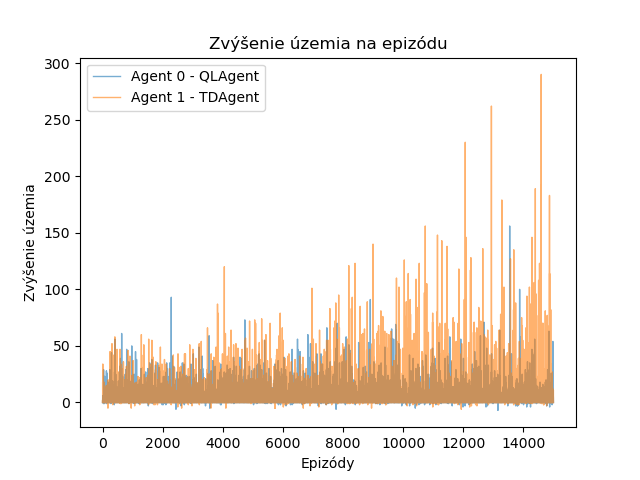 Zvýšenie územia na epizódu
Agent 0 - QLAgent
Agent 1 - TDAgent
300
250
200
150
100
50
0
Zvýšenie územia
0 2000 4000 6000 8000 10000 12000 14000
Epizódy